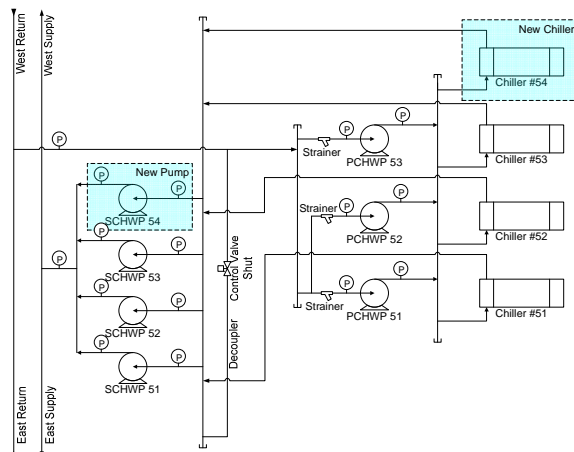 West Return
West Supply
New Chiller
Chiller #54
P
P
P
Strainer
PCHWP 53
Chiller #53
New Pump
P
P
SCHWP 54
Strainer
P
P
PCHWP 52
Chiller #52
P
P
P
SCHWP 53
Control Valve
Shut
Strainer
P
P
PCHWP 51
Chiller #51
P
P
SCHWP 52
Decoupler
P
P
SCHWP 51
East Return
East Supply